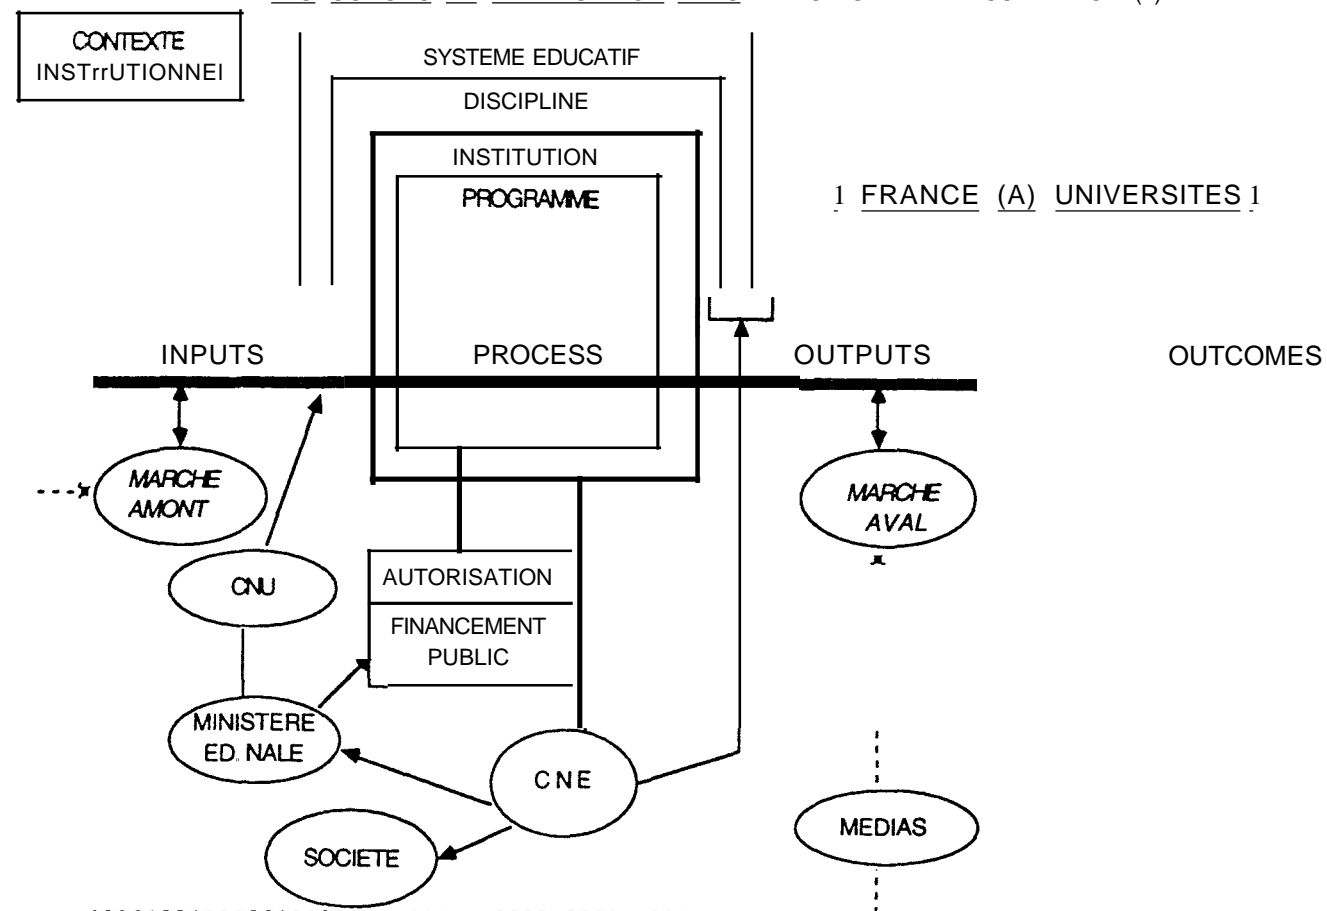 CONTEXTE
INSTrrUTIONNEl
SYSTEME EDUCATIF
DISCIPLINE
INSTITUTION
PROGRAMME
1 FRANCE (A) UNIVERSITES 1
INPUTS PROCESS OUTPUTS OUTCOMES
MARCHE
AMONT
MARCHE
AVAL
CNU
AUTORISATION
FINANCEMENT
PUBLIC
MINISTERE
ED. NALE
CNE
MEDIAS
SOCIETE